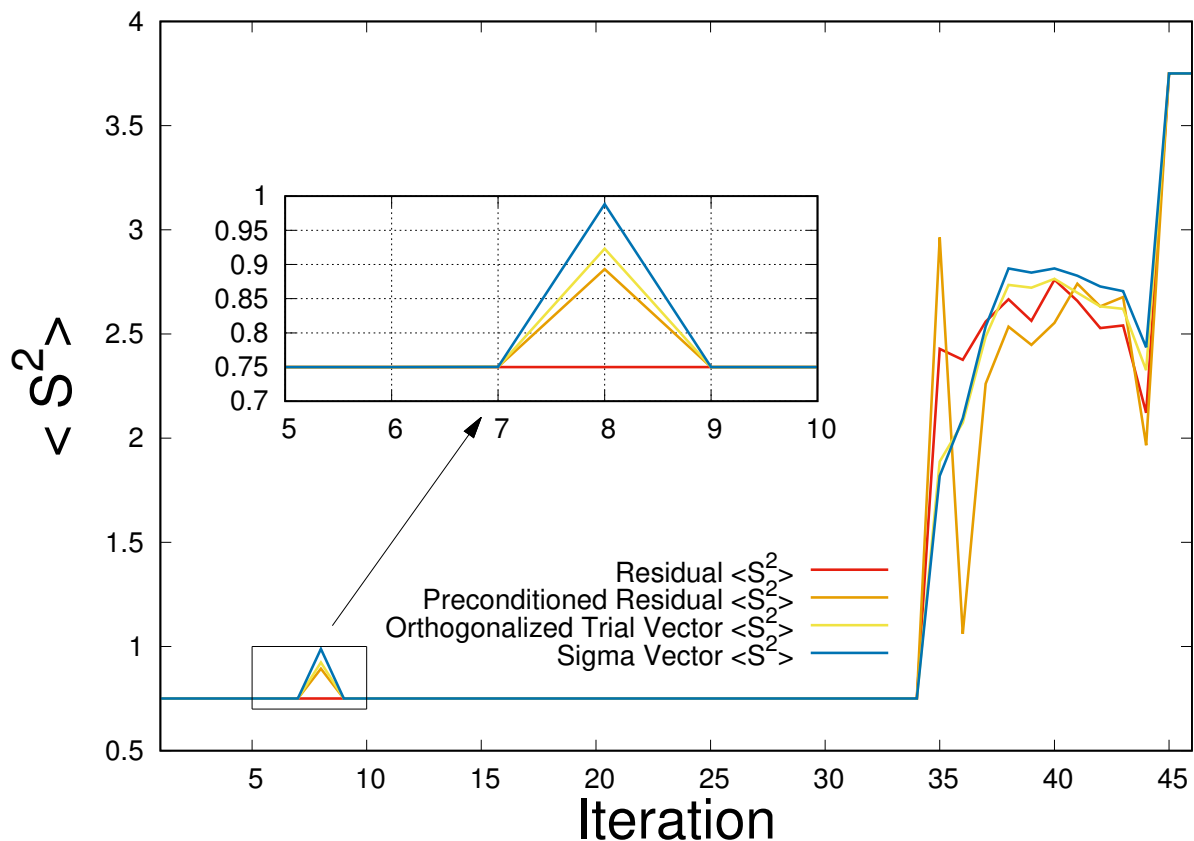 4
3.5
3
2.5
2
1.5
1
0.5
< S²>
1
0.95
0.9
0.85
0.8
0.75
0.7
5 6 7 8 9 10
Residual <S²>
Preconditioned Residual <S²>
Orthogonalized Trial Vector <S²>
Sigma Vector <S²>
5 10 15 20 25 30 35 40 45
Iteration